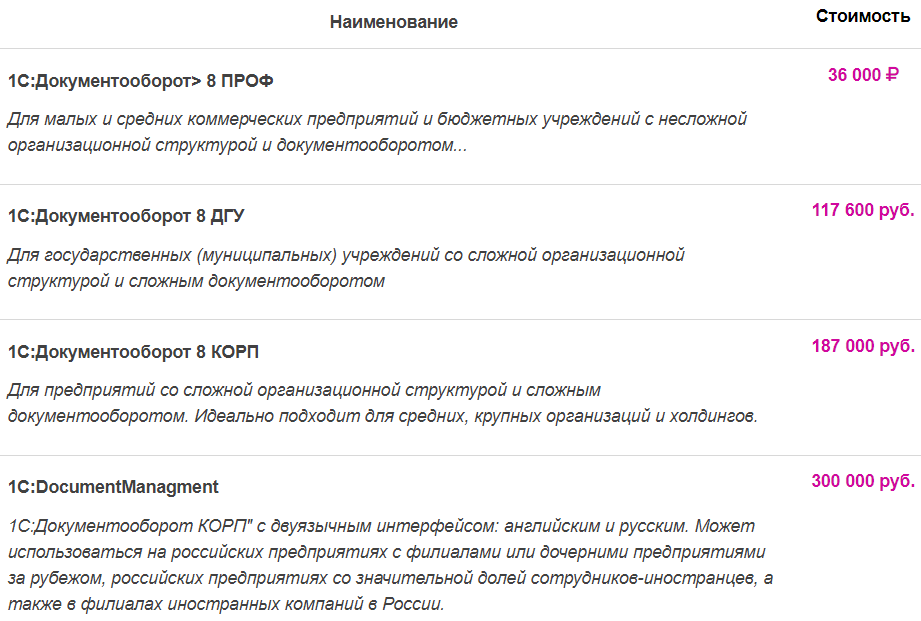 Наименование
Стоимость
1С:Документооборот> 8 ПРОФ
36 000 ₽
Для малых и средних коммерческих предприятий и бюджетных учреждений с несложной
организационной структурой и документооборотом...
1С:Документооборот 8 ДГУ
117 600 руб.
Для государственных (муниципальных) учреждений со сложной организационной
структурой и сложным документооборотом
1С:Документооборот 8 КОРП
187 000 руб.
Для предприятий со сложной организационной структурой и сложным
документооборотом. Идеально подходит для средних, крупных организаций и холдингов.
1С:DocumentManagment
300 000 руб.
1С:Документооборот КОРП" с двуязычным интерфейсом: английским и русским. Может
использоваться на российских предприятиях с филиалами или дочерними предприятиями
за рубежом, российских предприятиях со значительной долей сотрудников-иностранцев, а
также в филиалах иностранных компаний в России.